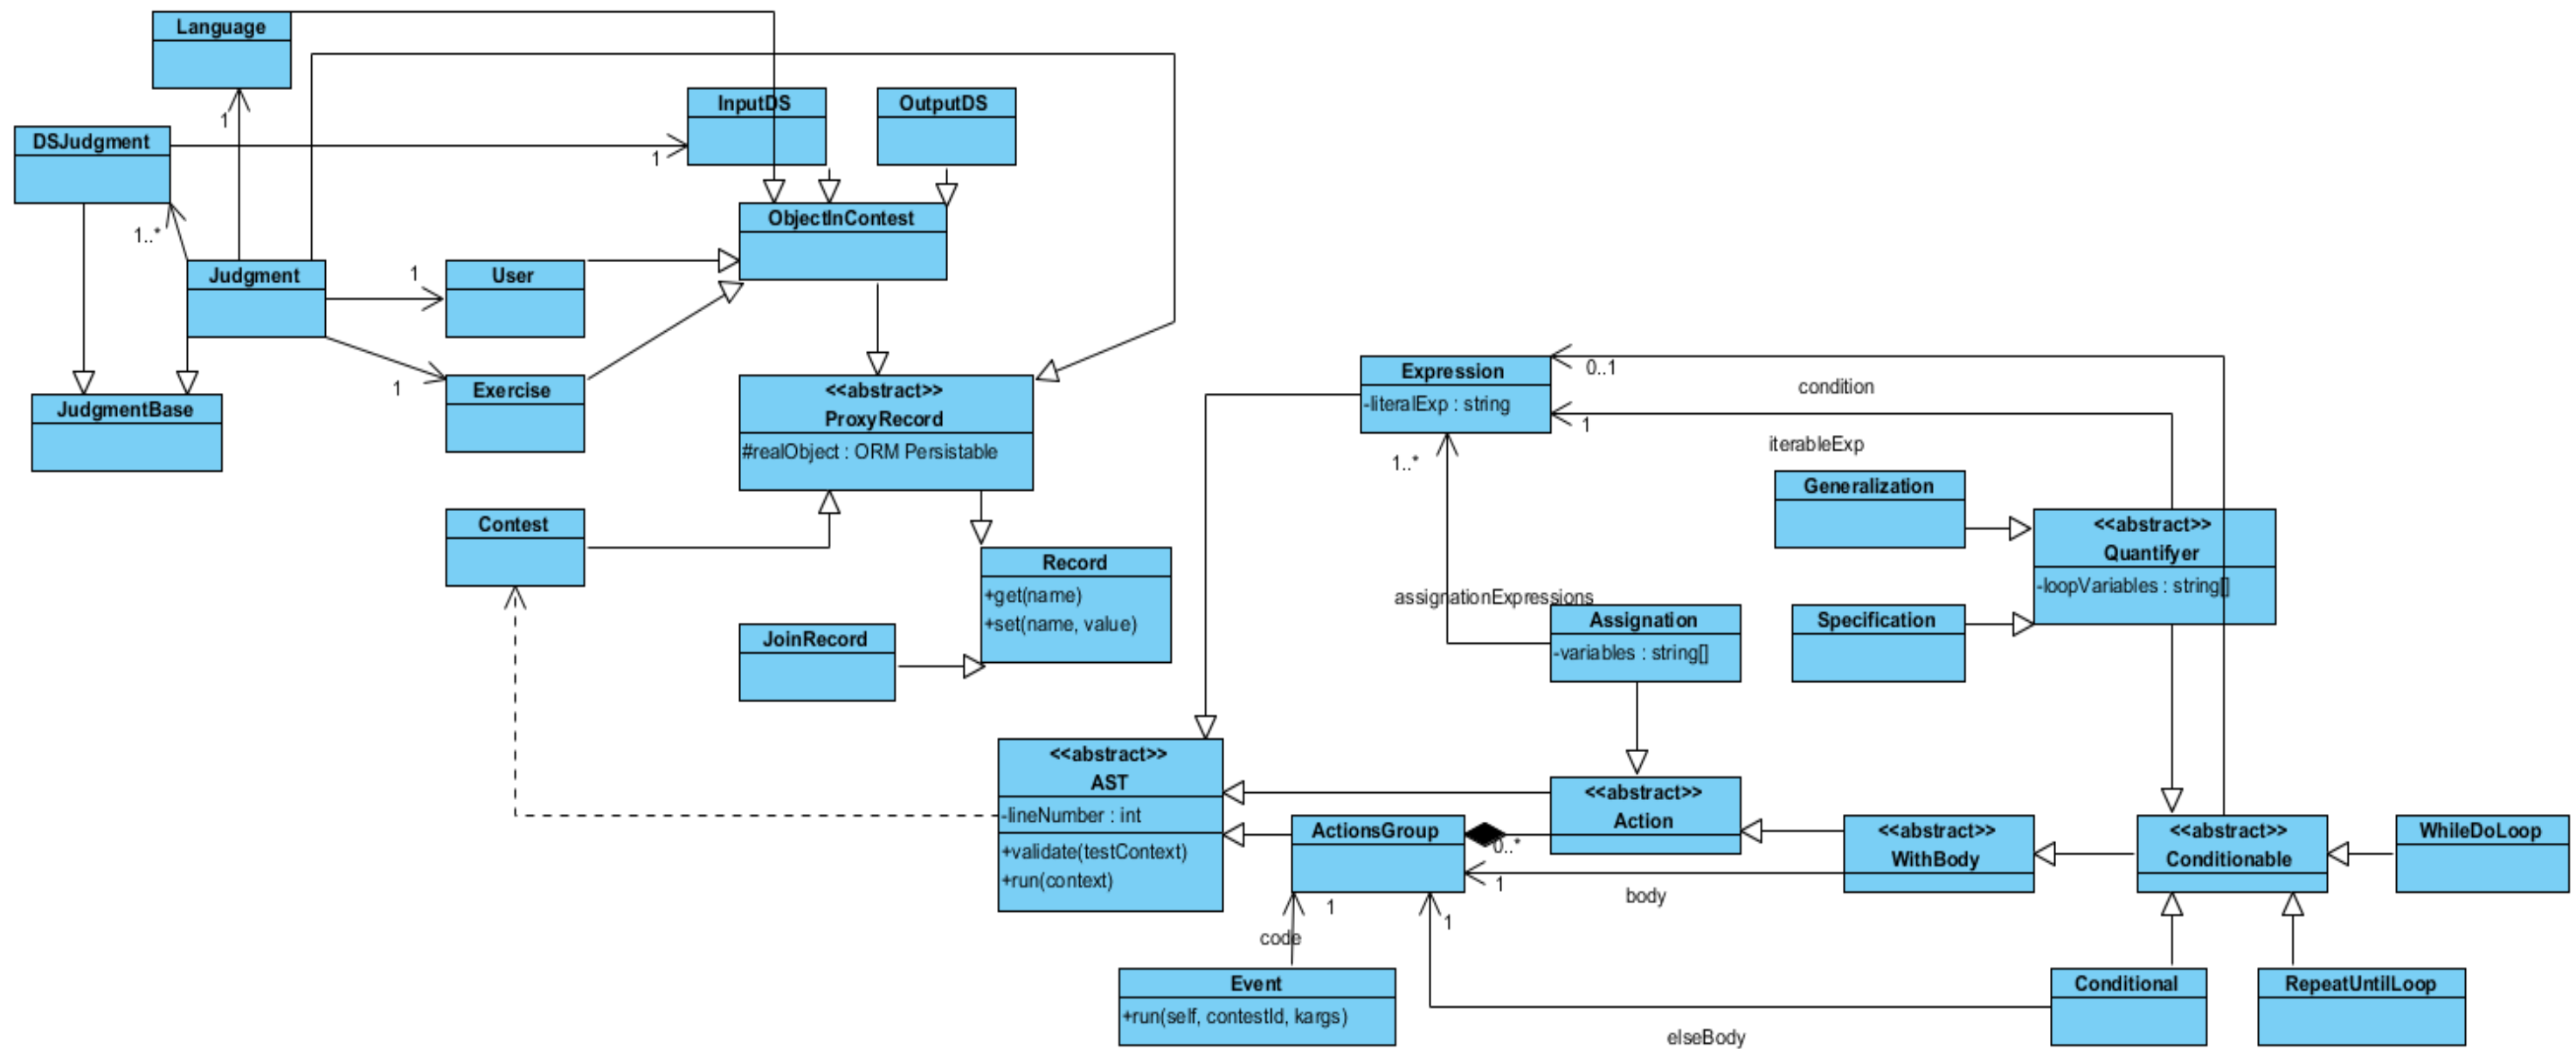 Language
1
InputDS
OutputDS
DSJudgment
1
1..*
ObjectInContest
Judgment
1
User
1
Exercise
JudgmentBase
<<abstract>>
ProxyRecord
#realObject : ORM Persistable
Contest
Record
+get(name)
+set(name, value)
JoinRecord
Expression
-literalExp : string
0..1
condition
1
iterableExp
1..*
Generalization
<<abstract>>
Quantifyer
-loopVariables : string[]
assignationExpressions
Assignation
-variables : string[]
Specification
<<abstract>>
AST
-lineNumber : int
+validate(testContext)
+run(context)
<<abstract>>
Action
ActionsGroup
0..*
<<abstract>>
WithBody
<<abstract>>
Conditionable
WhileDoLoop
1
body
1
1
code
Event
+run(self, contestId, kargs)
Conditional
RepeatUntilLoop
elseBody